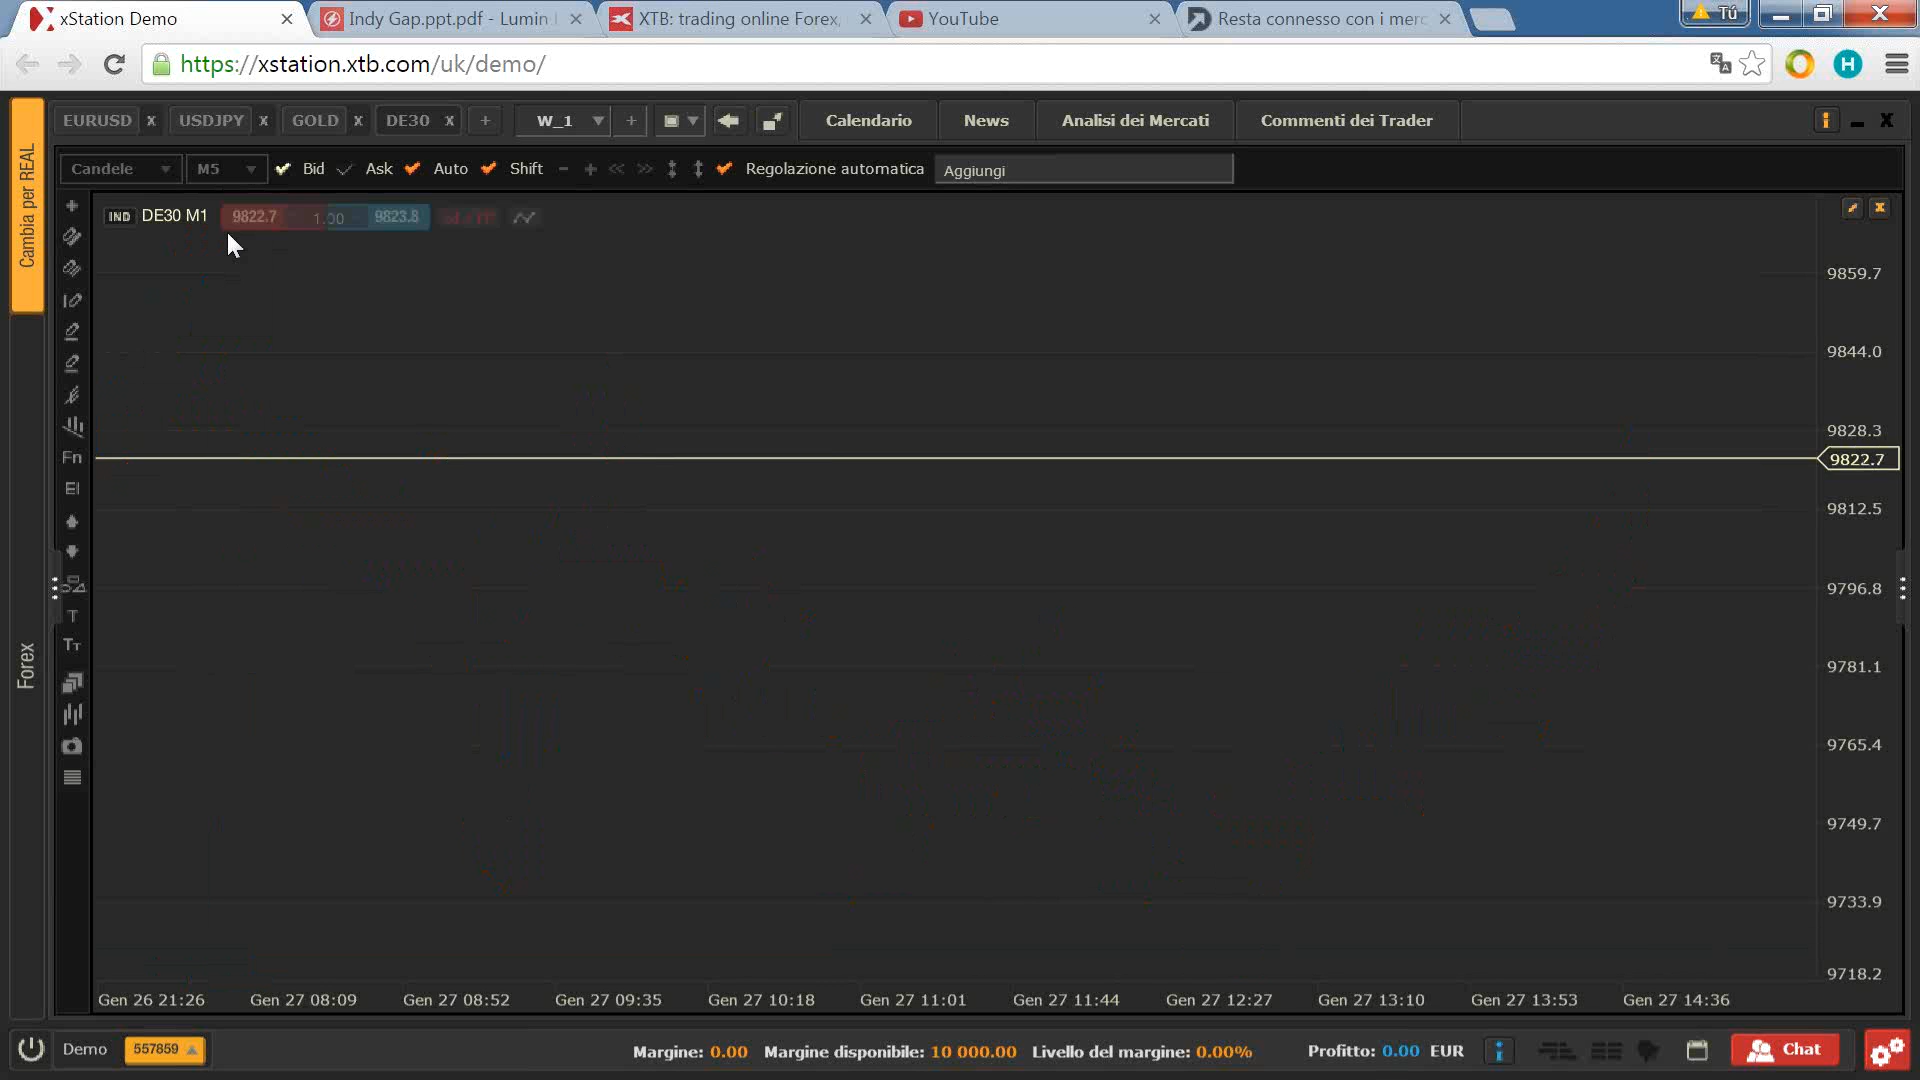 xStation Demo
Indy Gap.ppt.pdf - Lumin
XTB: trading online Forex,
YouTube
Resta connesso con i merc
Tú
https://xstation.xtb.com/uk/demo/
H
Cambia per REAL
EURUSD x USDJPY x GOLD x DE30 x + W_1 + Calendario News Analisi dei Mercati Commenti dei Trader
Candele M5 Bid Ask Auto Shift Regolazione automatica Aggiungi
IND DE30 M1 9822.7 1.00 9823.8
9859.7
9844.0
9828.3
Fn
9822.7
9812.5
9796.8
T
TT
Forex
9781.1
9765.4
9749.7
9733.9
9718.2
Gen 26 21:26 Gen 27 08:09 Gen 27 08:52 Gen 27 09:35 Gen 27 10:18 Gen 27 11:01 Gen 27 11:44 Gen 27 12:27 Gen 27 13:10 Gen 27 13:53 Gen 27 14:36
Demo 557859 Margine: 0.00 Margine disponibile: 10 000.00 Livello del margine: 0.00% Profitto: 0.00 EUR i Chat